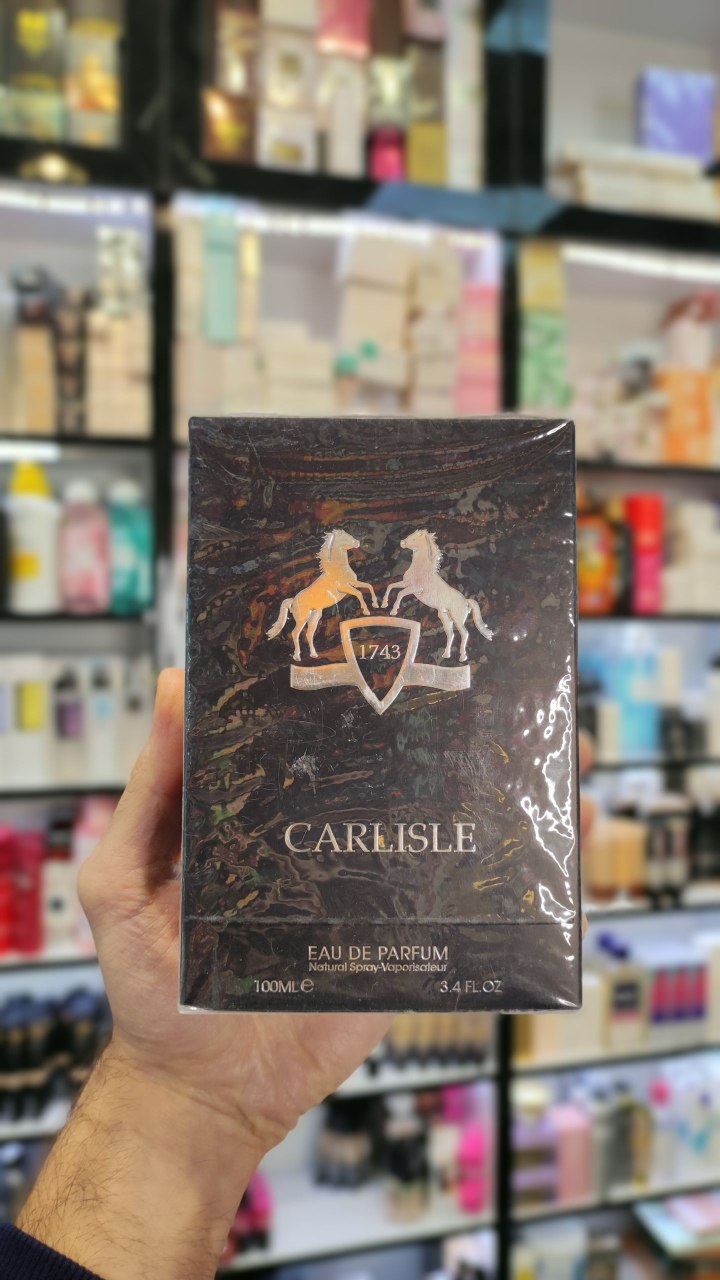 1743
CARLISLE
EAU DE PARFUM
Natural Spray-Vaporisateur
100ML e 3.4 FL.OZ